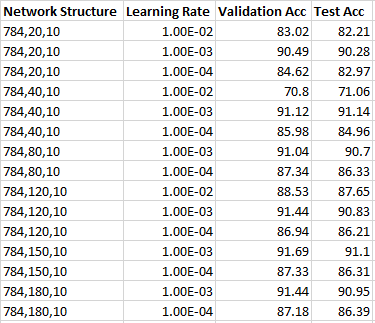 Network Structure Learning Rate Validation Acc Test Acc
784,20,10 1.00E-02 83.02 82.21
784,20,10 1.00E-03 90.49 90.28
784,20,10 1.00E-04 84.62 82.97
784,40,10 1.00E-02 70.8 71.06
784,40,10 1.00E-03 91.12 91.14
784,40,10 1.00E-04 85.98 84.96
784,80,10 1.00E-03 91.04 90.7
784,80,10 1.00E-04 87.34 86.33
784,120,10 1.00E-02 88.53 87.65
784,120,10 1.00E-03 91.44 90.83
784,120,10 1.00E-04 86.94 86.21
784,150,10 1.00E-03 91.69 91.1
784,150,10 1.00E-04 87.33 86.31
784,180,10 1.00E-03 91.44 90.95
784,180,10 1.00E-04 87.18 86.39